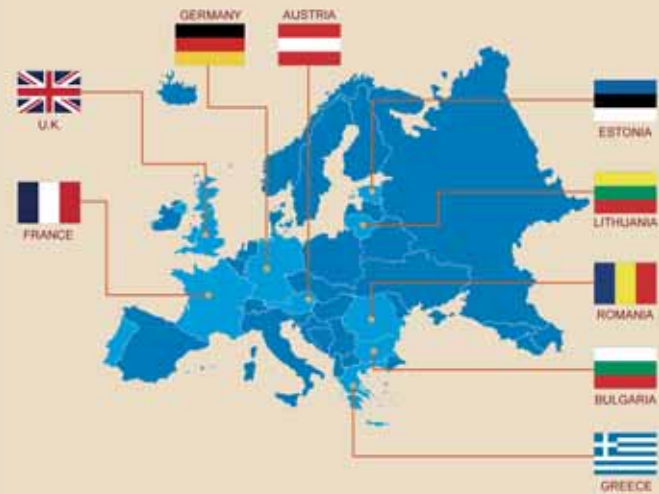 GERMANY
AUSTRIA
U.K.
FRANCE
ESTONIA
LITHUANIA
ROMANIA
BULGARIA
GREECE